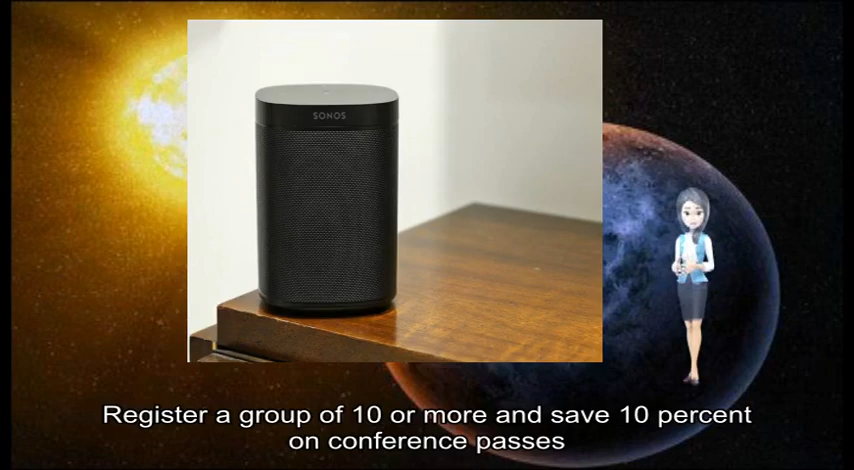 SONOS
Register a group of 10 or more and save 10 percent
on conference passes